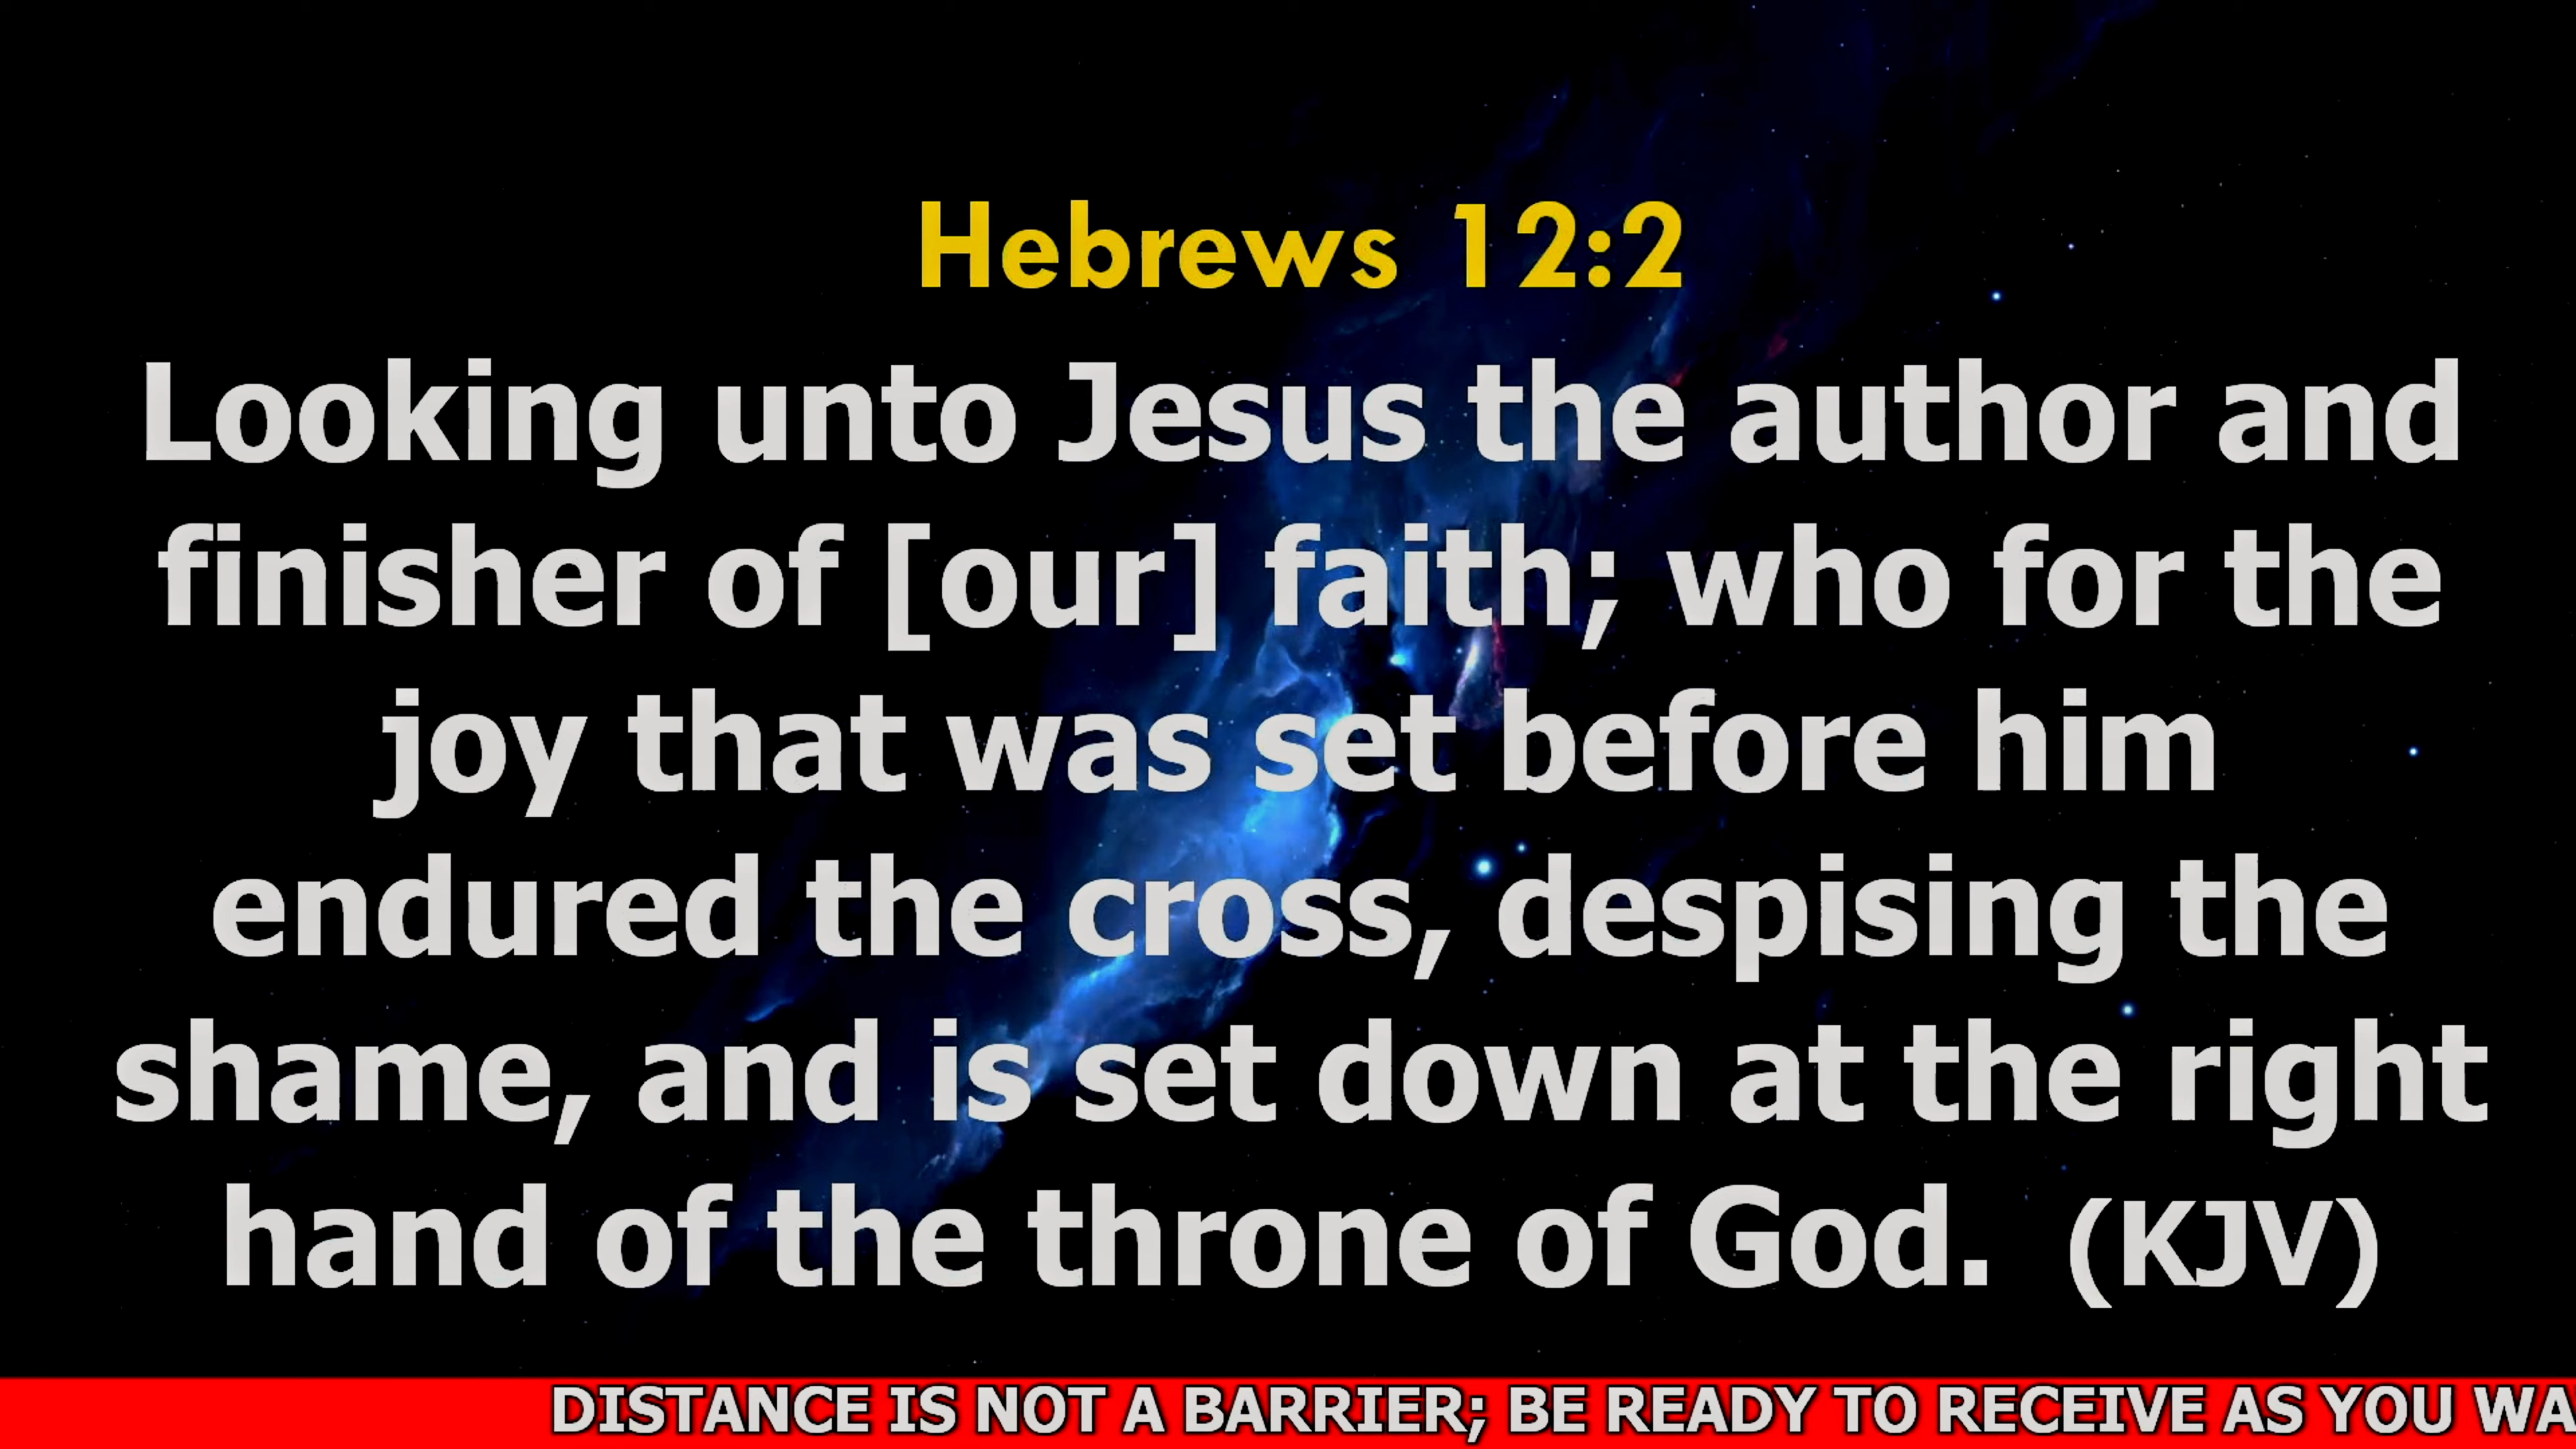 Hebrews 12:2
Looking unto Jesus the author and
finisher of [our] faith; who for the
joy that was set before him
endured the cross, despising the
shame, and is set down at the right
hand of the throne of God. (KJV)
DISTANCE IS NOT A BARRIER; BE READY TO RECEIVE AS YOU WA